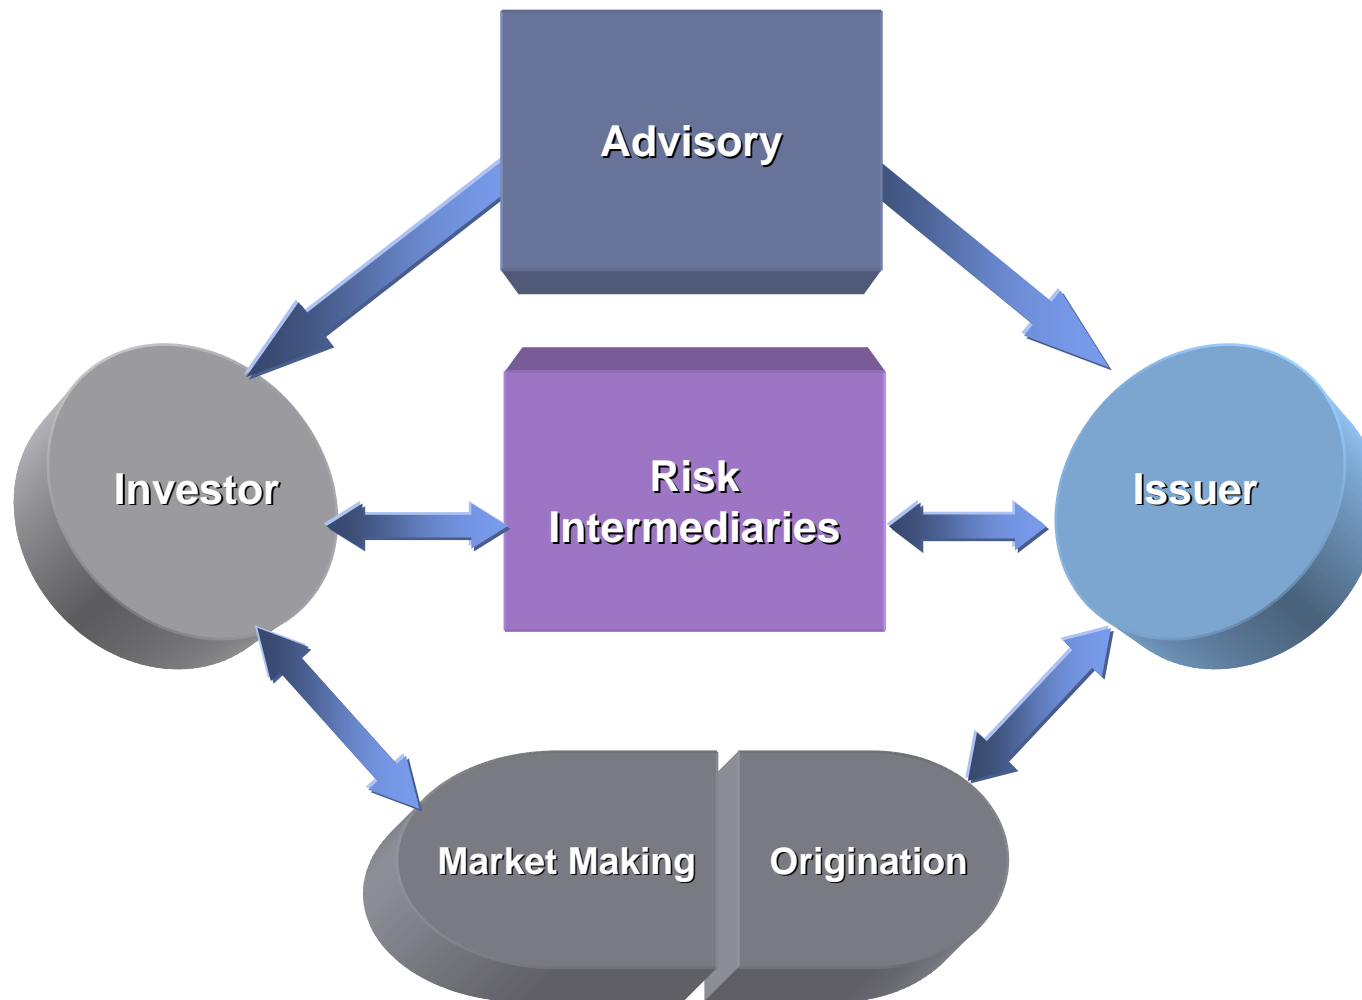 Advisory
Investor
Risk
Intermediaries
Issuer
Market Making
Origination